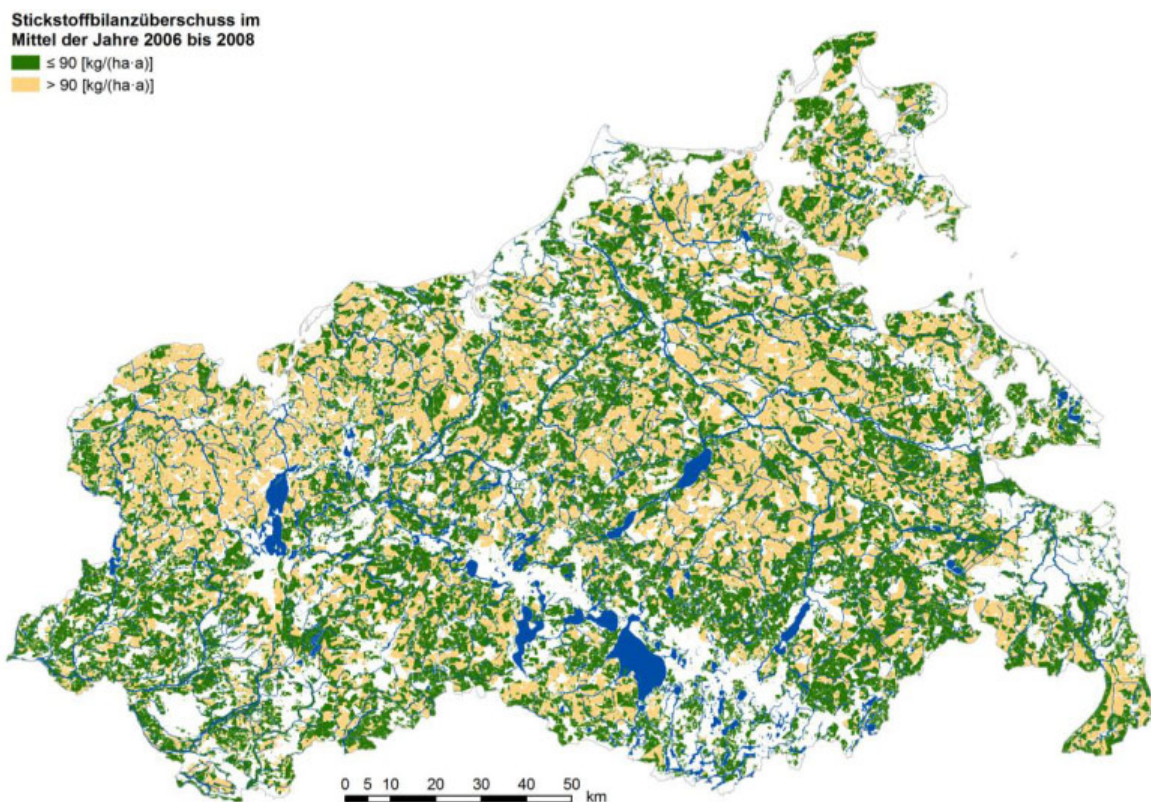 Stickstoffbilanzüberschuss im
Mittel der Jahre 2006 bis 2008
≤ 90 [kg/(ha·a)]
> 90 [kg/(ha·a)]
0 5 10 20 30 40 50
km